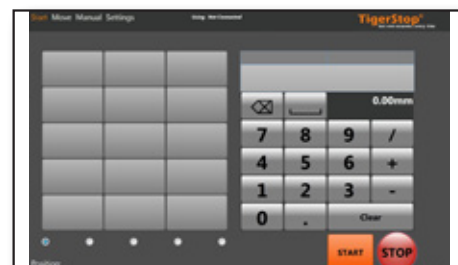 Start Move Manual Settings
TigerStop
0.00mm
7 8 9 /
4 5 6 +
1 2 3 -
0 . Clear
START STOP
Position